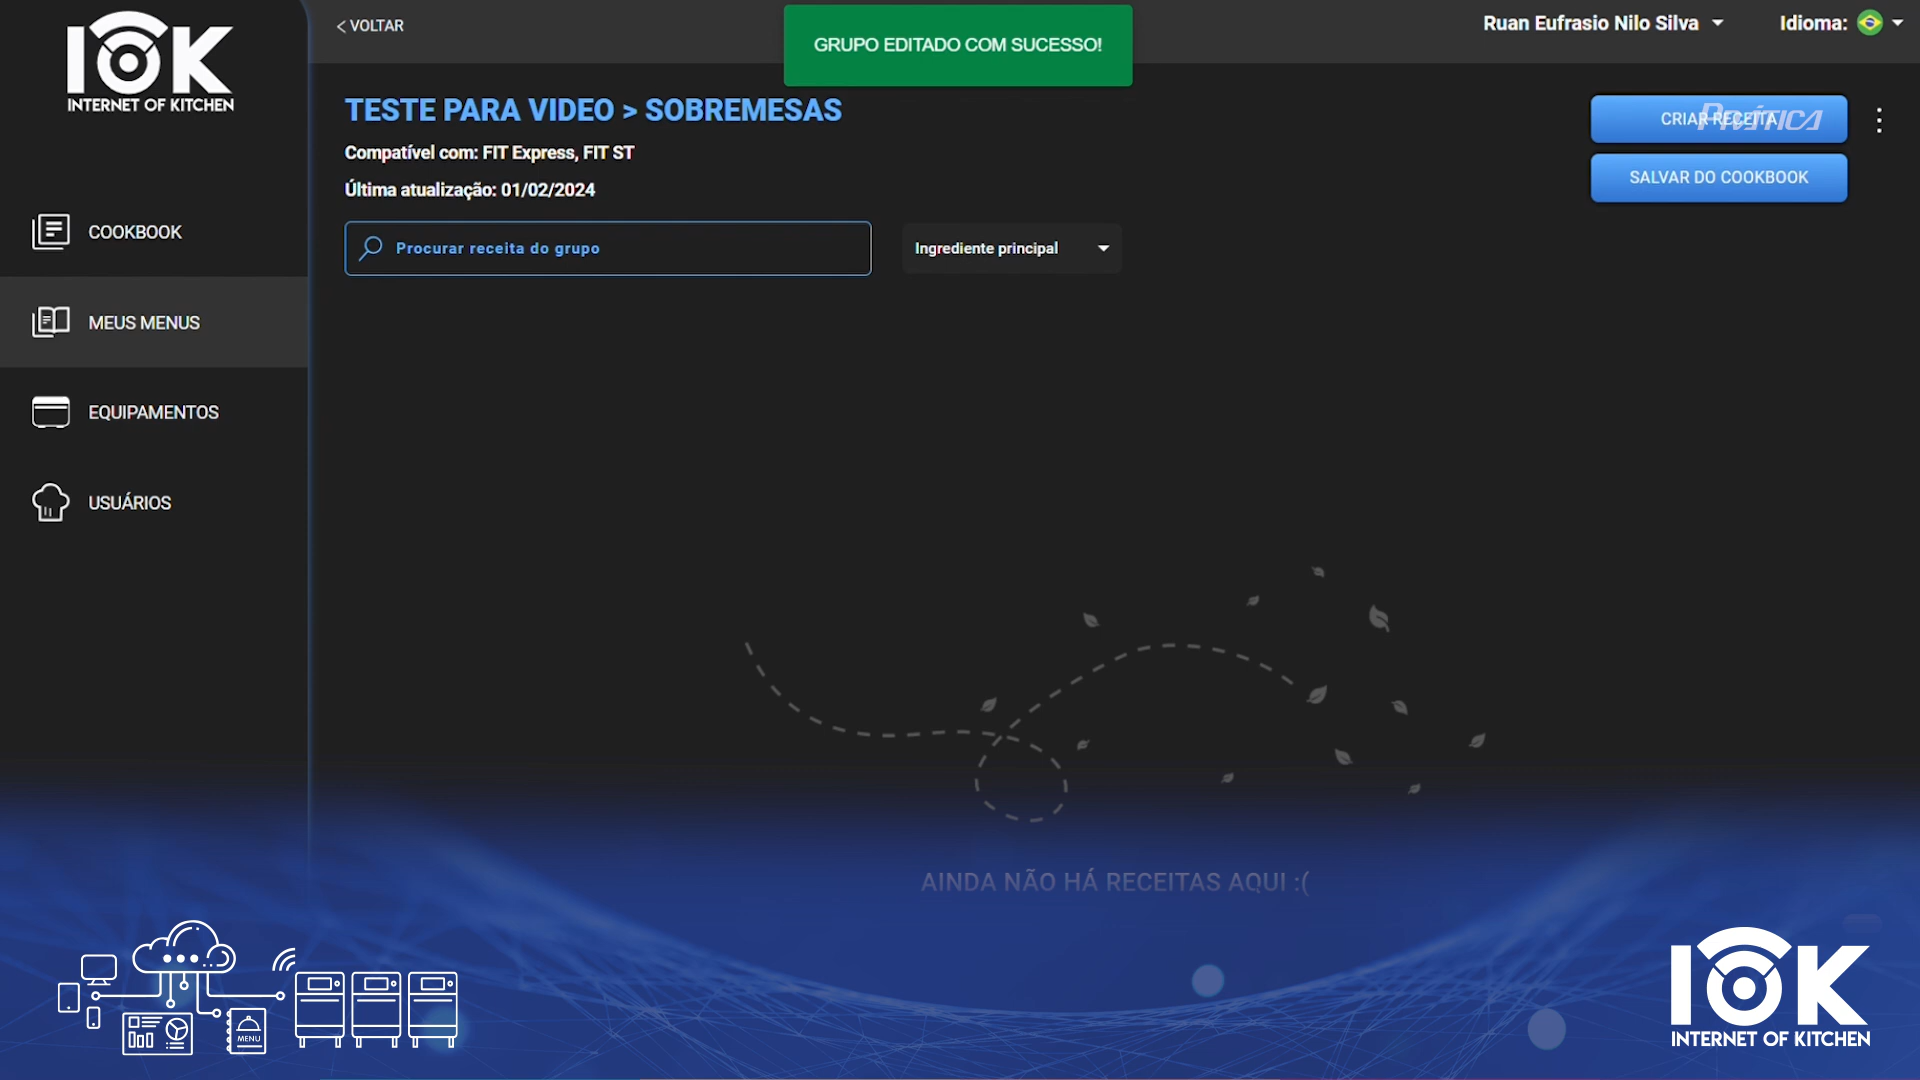 IOK
INTERNET OF KITCHEN
< VOLTAR
GRUPO EDITADO COM SUCESSO!
Ruan Eufrasio Nilo Silva
Idioma:
TESTE PARA VIDEO > SOBREMESAS
Compatível com: FIT Express, FIT ST
Última atualização: 01/02/2024
CRIAR RECEITA
PRÁTICA
SALVAR DO COOKBOOK
Procurar receita do grupo
Ingrediente principal
COOKBOOK
MEUS MENUS
EQUIPAMENTOS
USUÁRIOS
AINDA NÃO HÁ RECEITAS AQUI :(
MENU
IOK
INTERNET OF KITCHEN